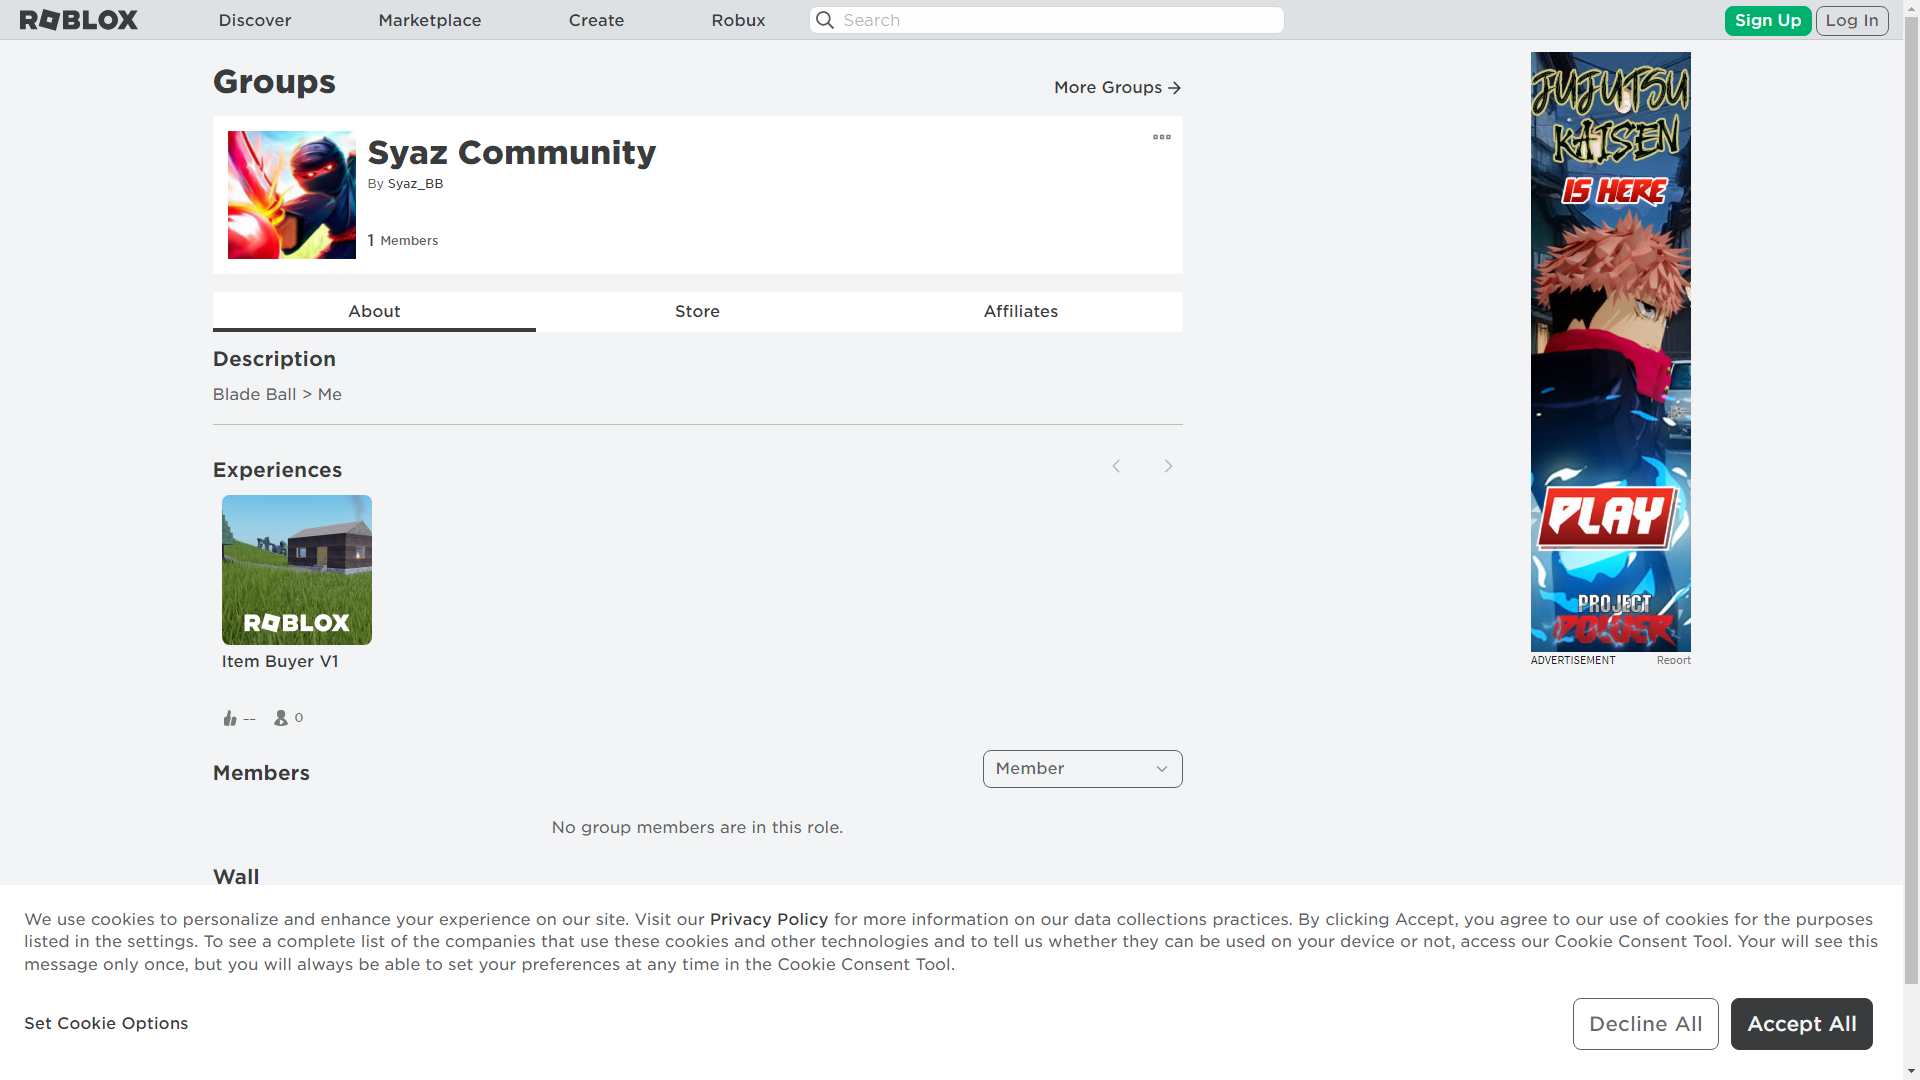 ROBLOX
Discover
Marketplace
Create
Robux
Search
Sign Up
Log In
Groups
More Groups
Syaz Community
By Syaz_BB
1 Members
About
Store
Affiliates
Description
Blade Ball > Me
Experiences
ROBLOX
Item Buyer V1
--
0
Members
Member
No group members are in this role.
Wall
JUJUTSU
KAISEN
IS HERE
PLAY
PROJECT
POWER
ADVERTISEMENT
Report
We use cookies to personalize and enhance your experience on our site. Visit our Privacy Policy for more information on our data collections practices. By clicking Accept, you agree to our use of cookies for the purposes
listed in the settings. To see a complete list of the companies that use these cookies and other technologies and to tell us whether they can be used on your device or not, access our Cookie Consent Tool. Your will see this
message only once, but you will always be able to set your preferences at any time in the Cookie Consent Tool.
Set Cookie Options
Decline All
Accept All